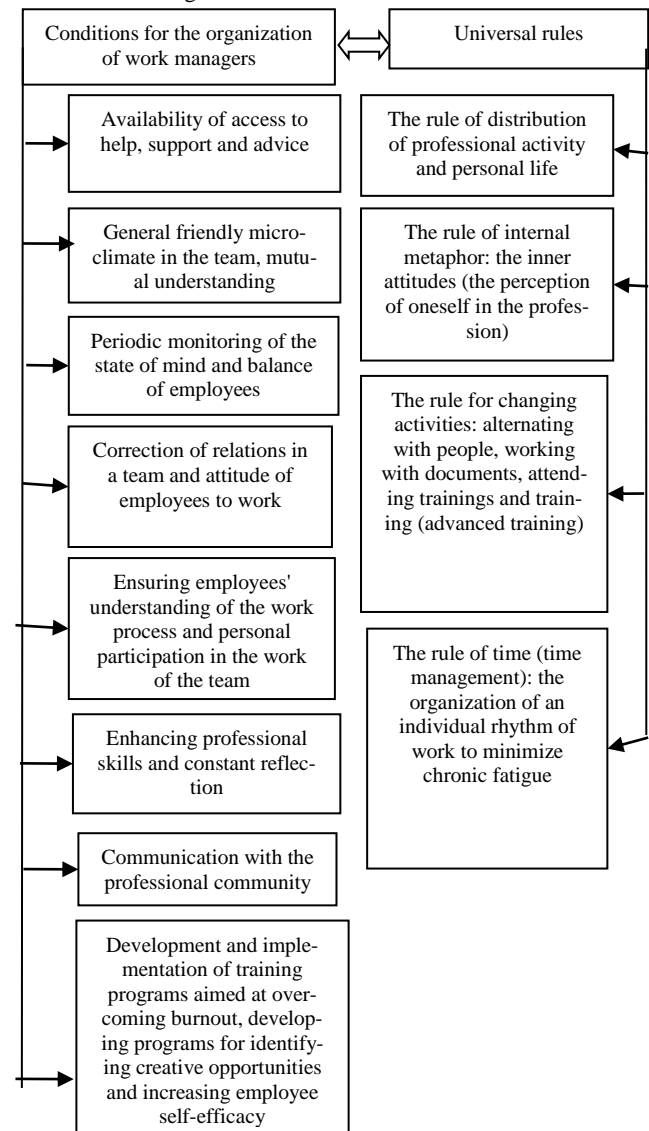 Conditions for the organization
of work managers
Universal rules
Availability of access to
help, support and advice
General friendly micro-
climate in the team, mutu-
al understanding
Periodic monitoring of the
state of mind and balance
of employees
Correction of relations in
a team and attitude of
employees to work
Ensuring employees'
understanding of the work
process and personal
participation in the work
of the team
Enhancing professional
skills and constant reflec-
tion
Communication with the
professional community
Development and imple-
mentation of training
programs aimed at over-
coming burnout, develop-
ing programs for identify-
ing creative opportunities
and increasing employee
self-efficacy
The rule of distribution
of professional activity
and personal life
The rule of internal
metaphor: the inner
attitudes (the perception
of oneself in the profes-
sion)
The rule for changing
activities: alternating
with people, working
with documents, attend-
ing trainings and train-
ing (advanced training)
The rule of time (time
management): the
organization of an
individual rhythm of
work to minimize
chronic fatigue